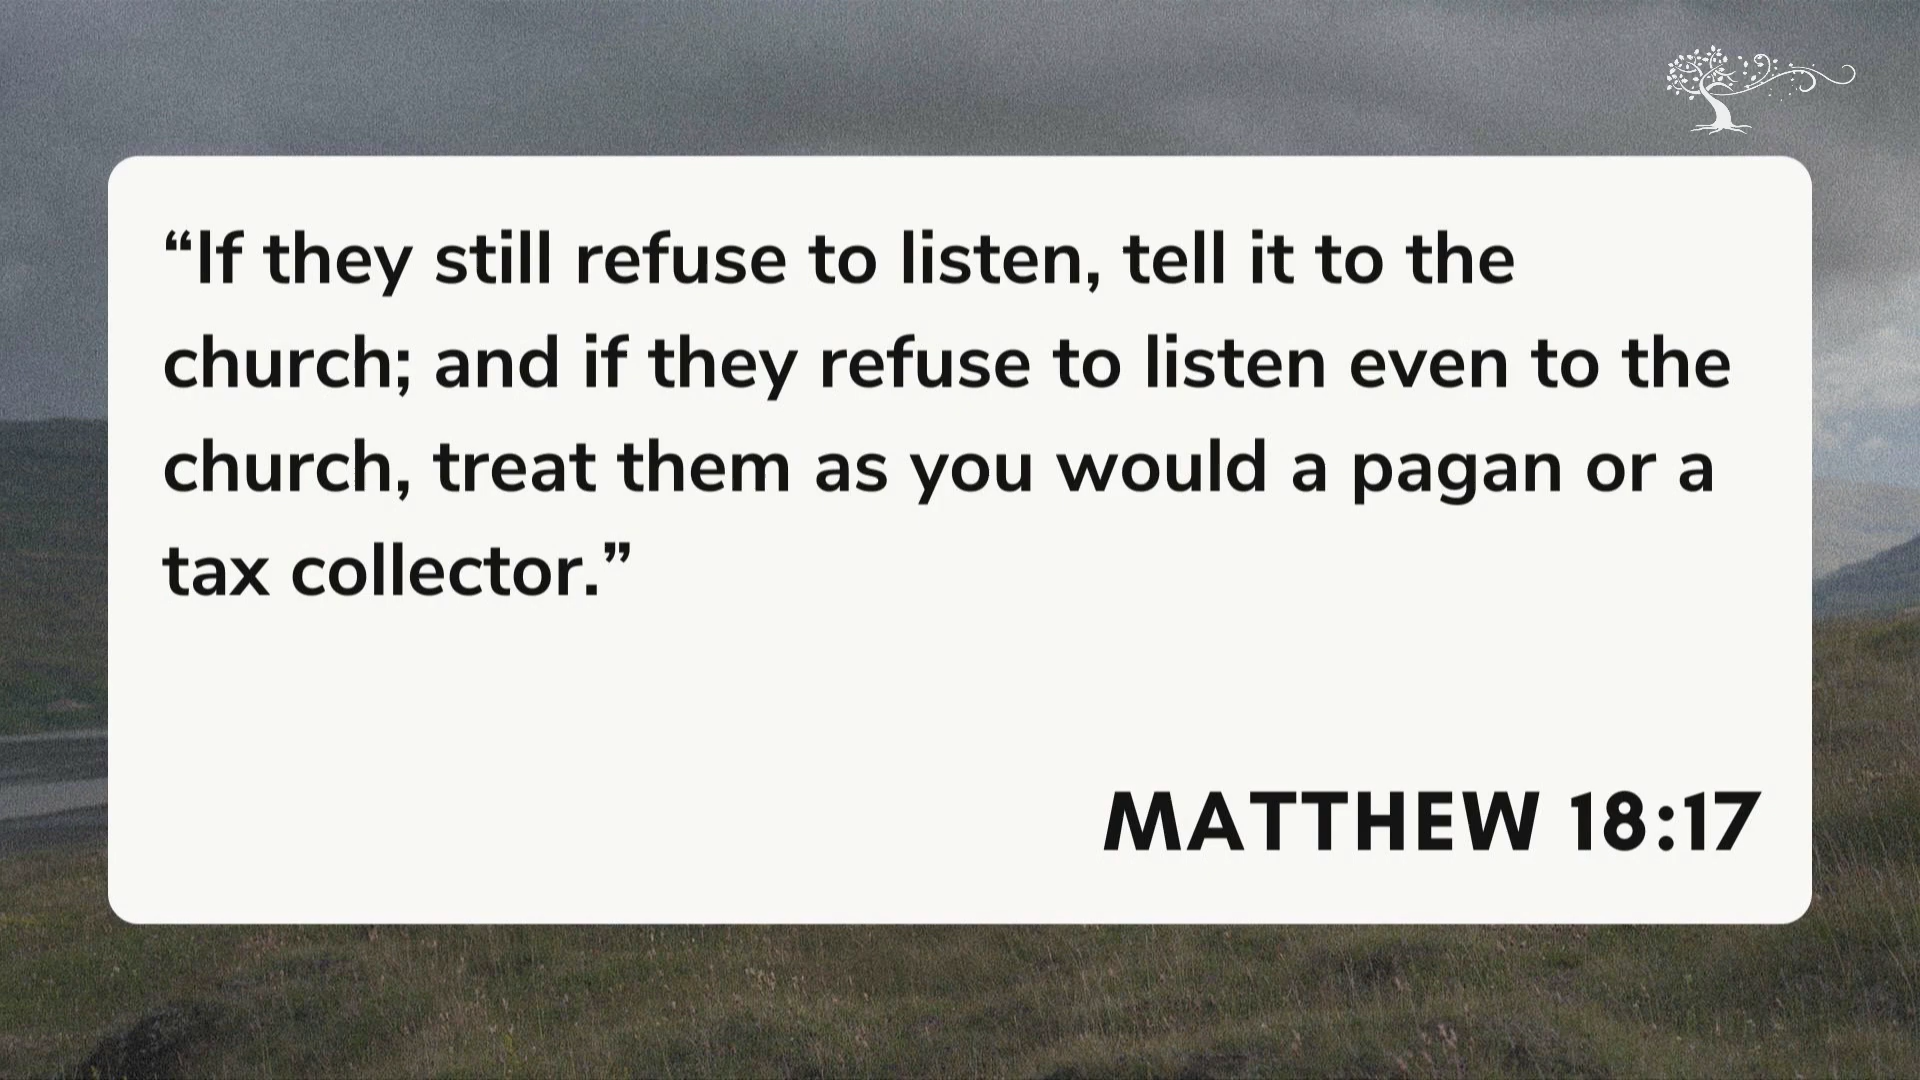 “If they still refuse to listen, tell it to the
church; and if they refuse to listen even to the
church, treat them as you would a pagan or a
tax collector.”
MATTHEW 18:17